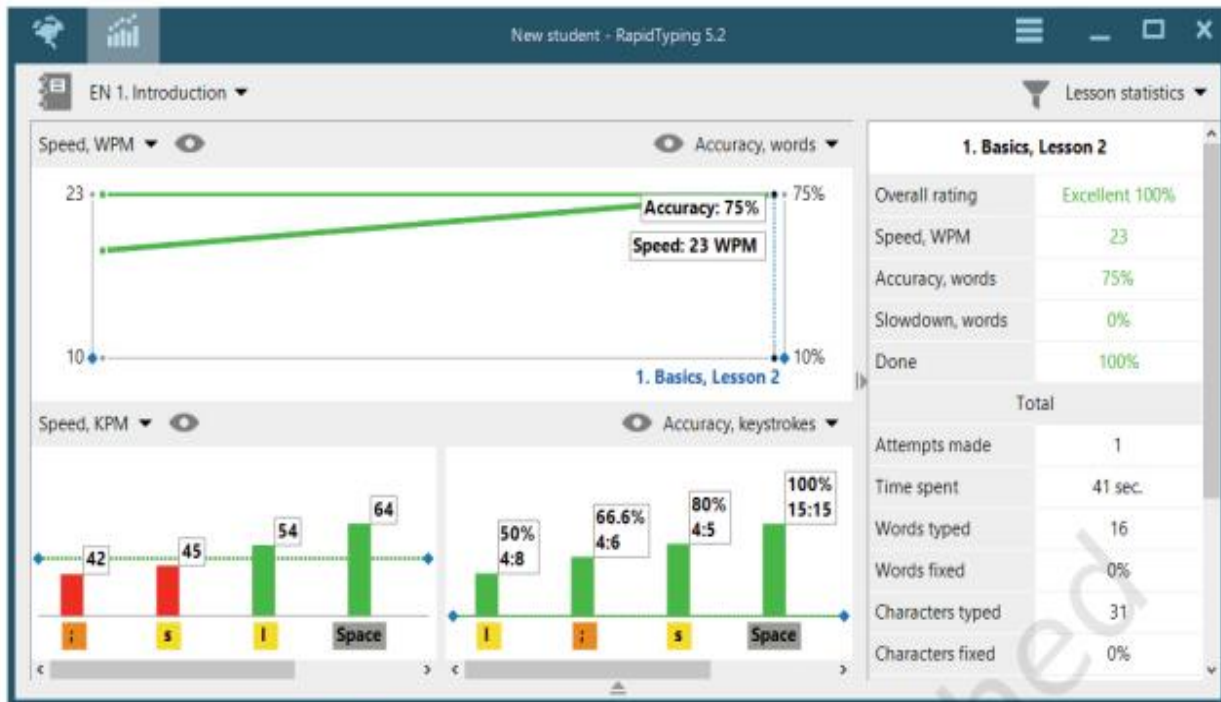 New student - RapidTyping 5.2
EN 1. Introduction
Lesson statistics
Speed, WPM
Accuracy, words
23
75%
Accuracy: 75%
Speed: 23 WPM
10
10%
1. Basics, Lesson 2
Speed, KPM
Accuracy, keystrokes
42
45
54
64
;
s
l
Space
50%
4:8
66.6%
4:6
80%
4:5
100%
15:15
l
;
s
Space
1. Basics, Lesson 2
Overall rating Excellent 100%
Speed, WPM 23
Accuracy, words 75%
Slowdown, words 0%
Done 100%
Total
Attempts made 1
Time spent 41 sec.
Words typed 16
Words fixed 0%
Characters typed 31
Characters fixed 0%